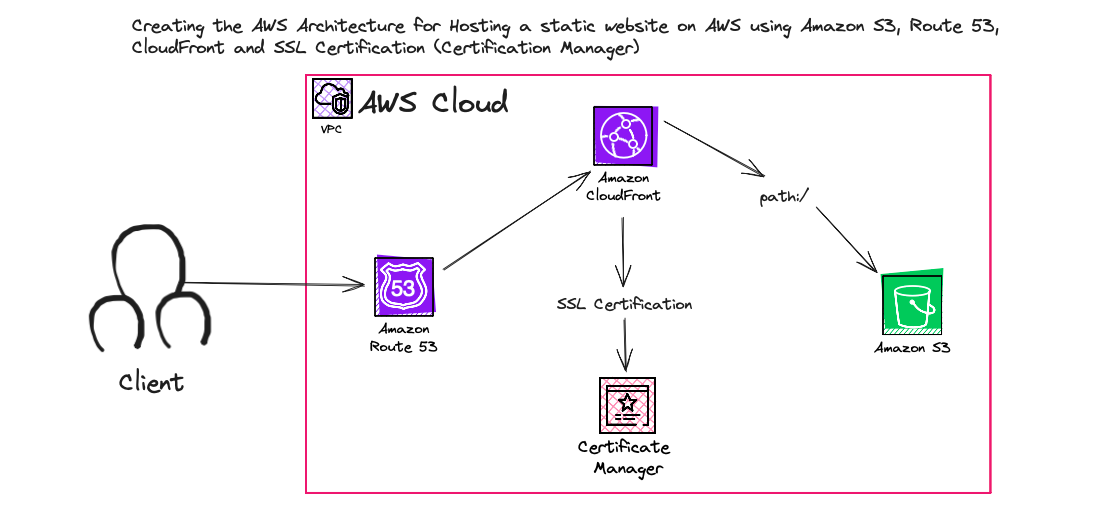 Creating the AWS Architecture for Hosting a static website on AWS using Amazon S3, Route 53,
CloudFront and SSL Certification (Certification Manager)
AWS Cloud
VPC
Amazon
CloudFront
path:/
53
Amazon
Route 53
SSL Certification
Amazon S3
Client
Certificate
Manager